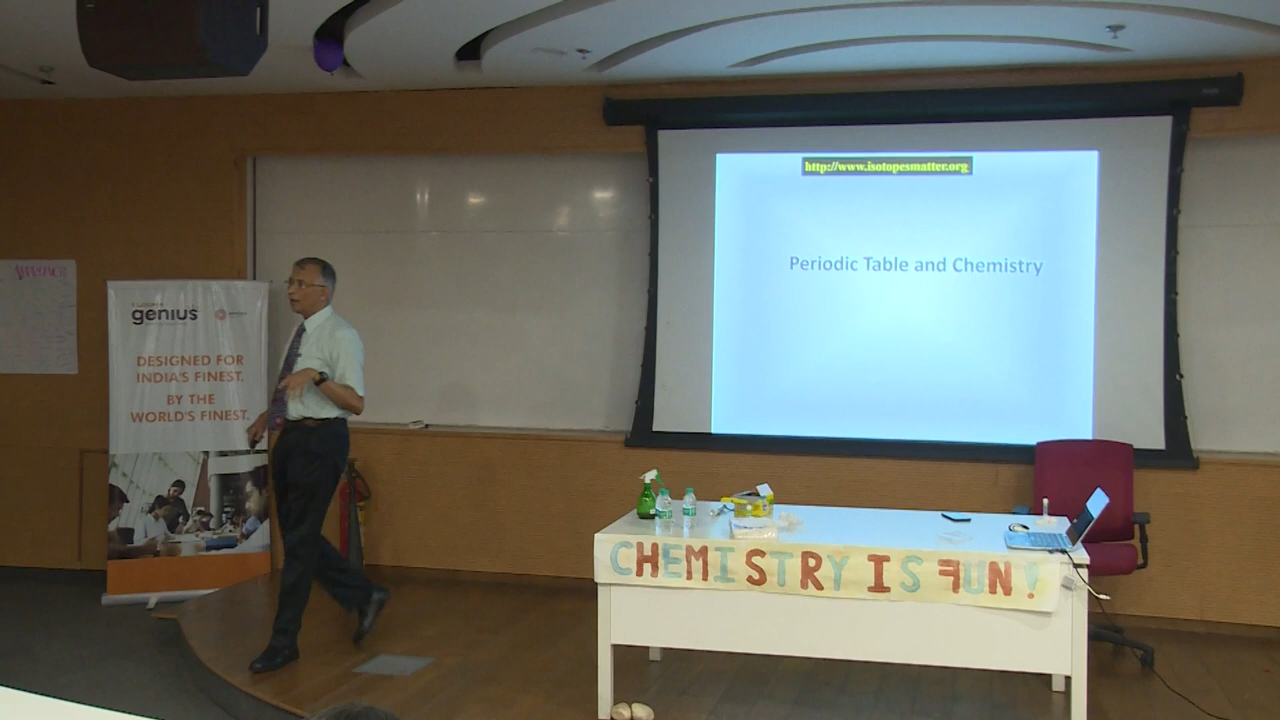 http://www.isotopesmatter.org
Periodic Table and Chemistry
genius
DESIGNED FOR
INDIA'S FINEST.
BY THE
WORLD'S FINEST.
CHEMISTRY IS FUN!